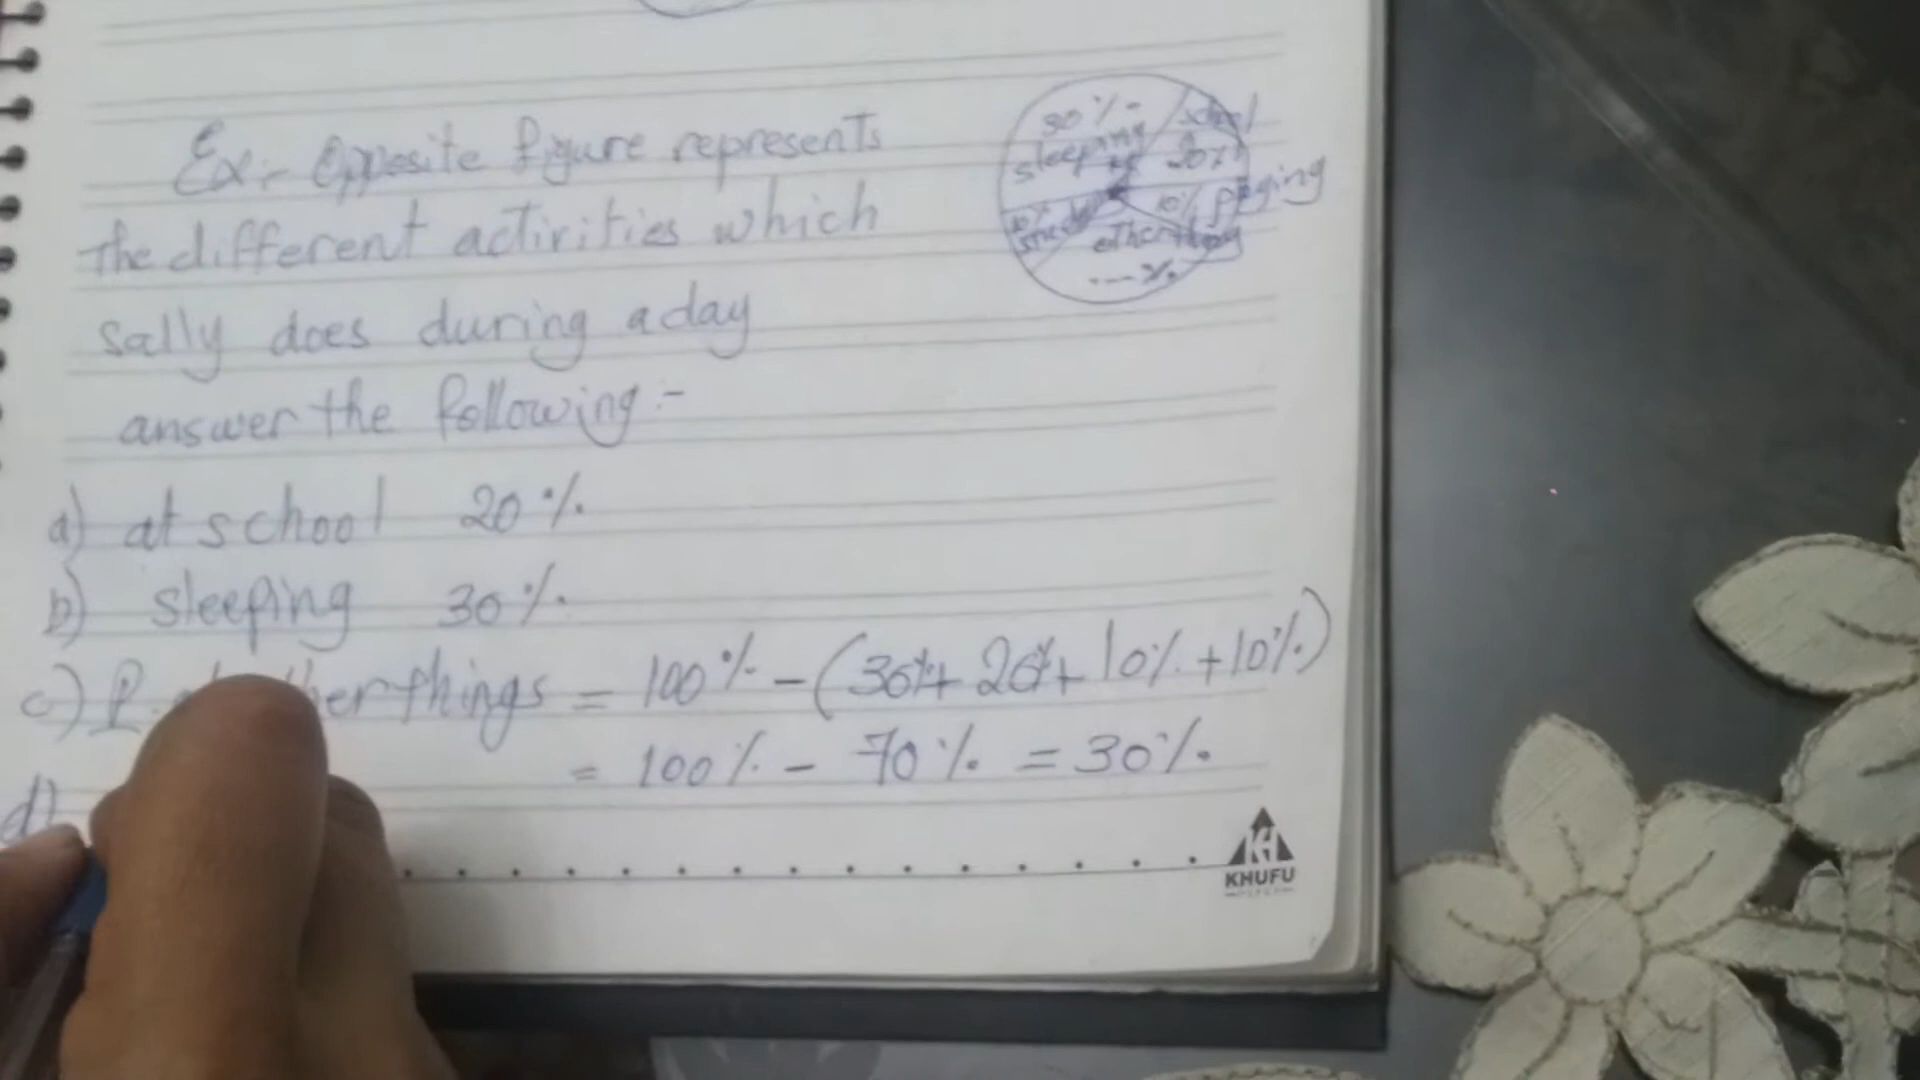 Ex:- Opposite figure represents
the different activities which
sally does during a day
answer the following :-
30%
sleeping
school
20%
10% playing
10%
study
other things
---%
a) at school 20%
b) sleeping 30%
c) P. things = 100% - (30% + 20% + 10% + 10%)
= 100% - 70% = 30%
d)
KHUFU